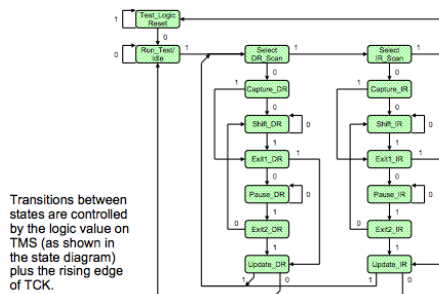 Test_Logic
Reset
1
0
0
Run_Test/
Idle
1
Select
DR_Scan
1
Select
IR_Scan
1
0
0
1
Capture_DR
1
Capture_IR
0
0
Shift_DR
0
Shift_IR
0
1
1
Exit1_DR
1
Exit1_IR
1
0
0
Pause_DR
0
Pause_IR
0
1
1
0
Exit2_DR
0
Exit2_IR
1
1
Update_DR
Update_IR
1
0
1
0
Transitions between
states are controlled
by the logic value on
TMS (as shown in
the state diagram)
plus the rising edge
of TCK.